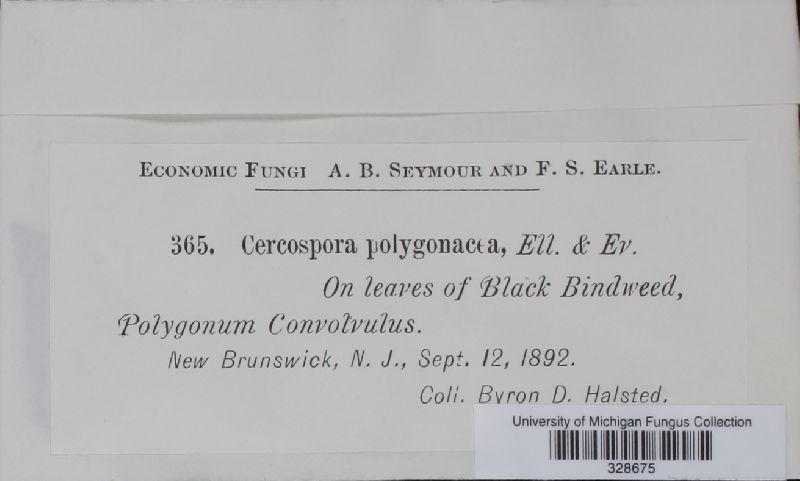 ECONOMIC FUNGI A. B. SEYMOUR AND F. S. EARLE.
365. Cercospora polygonacea, Ell. & Ev.
On leaves of Black Bindweed,
Polygonum Convolvulus.
New Brunswick, N. J., Sept. 12, 1892.
Coll. Byron D. Halsted.
University of Michigan Fungus Collection
328675